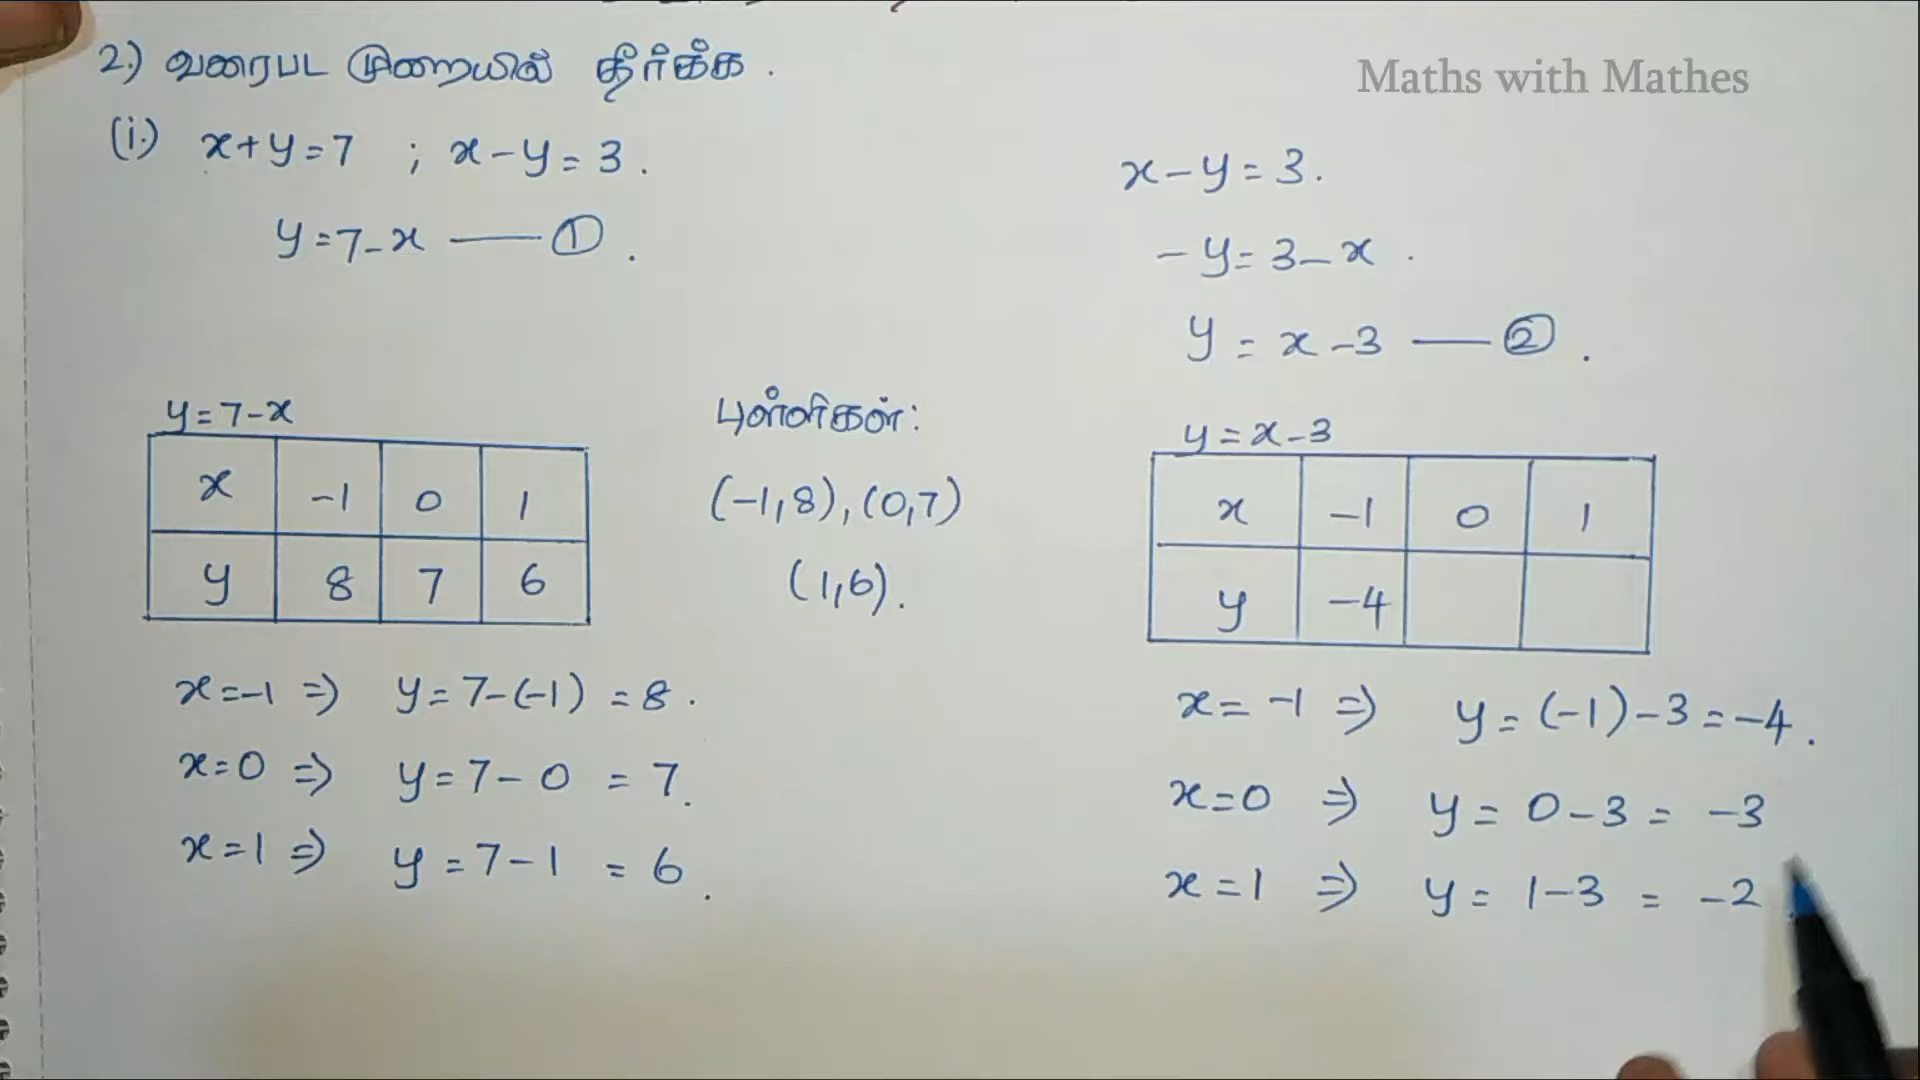 2.) வரைபட முறையில் தீர்க்க .
Maths with Mathes
(i.) x+y=7 ; x-y=3.
y=7-x —— ①.
x-y=3.
-y=3-x.
y=x-3 —— ②.
y=7-x
x -1 0 1
y 8 7 6
புள்ளிகள்:
(-1,8),(0,7)
(1,6).
y=x-3
x -1 0 1
y -4
x=-1 ⇒ y=7-(-1) =8.
x=0 ⇒ y=7-0 =7.
x=1 ⇒ y=7-1 =6.
x=-1 ⇒ y=(-1)-3=-4.
x=0 ⇒ y=0-3=-3
x=1 ⇒ y=1-3=-2